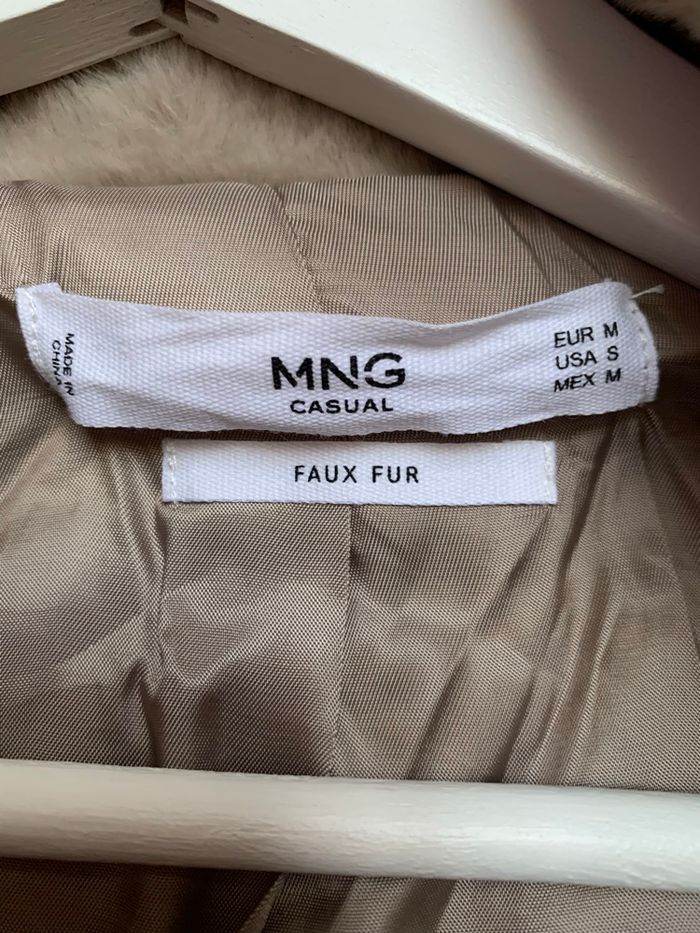 MADE IN
CHINA
MNG
CASUAL
EUR M
USA S
MEX M
FAUX FUR